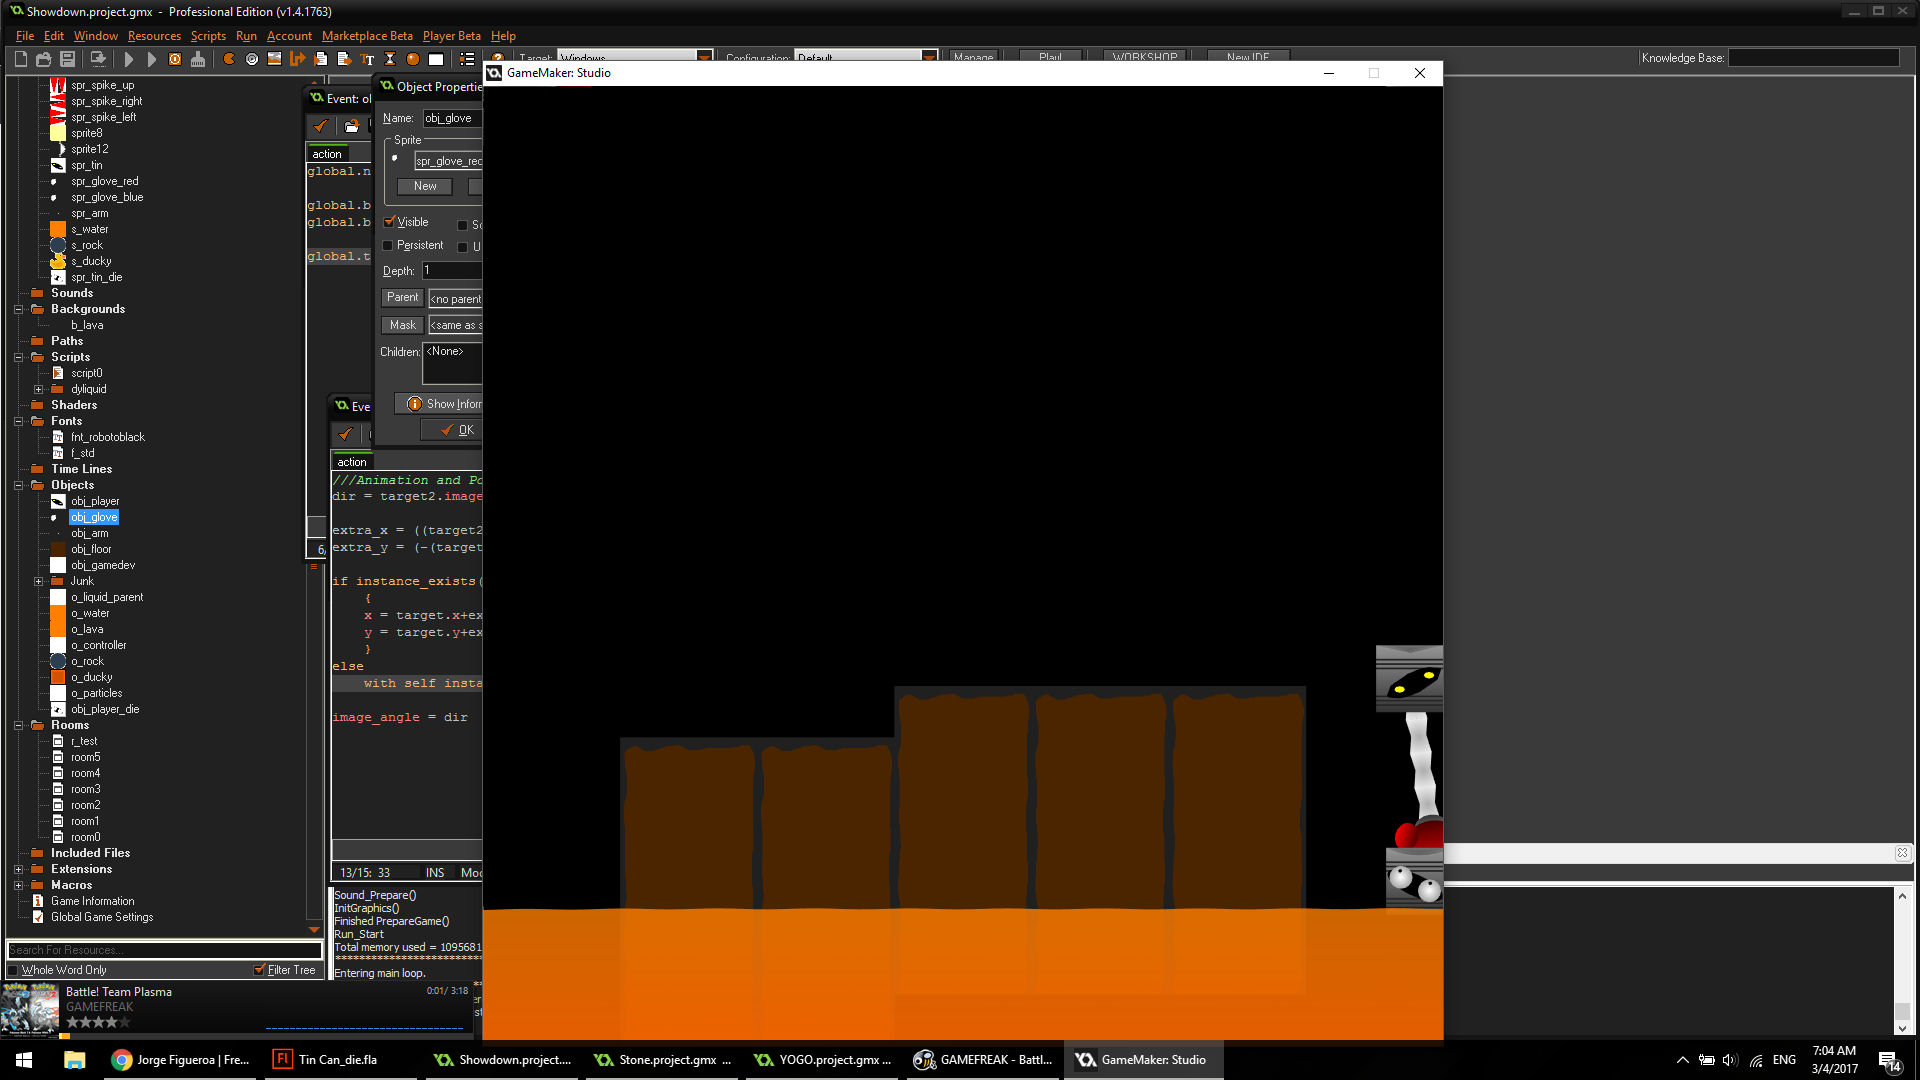 Showdown.project.gmx - Professional Edition (v1.4.1763)
File Edit Window Resources Scripts Run Account Marketplace Beta Player Beta Help
Target: Windows Configuration: Default Manage Play! WORKSHOP New IDE Knowledge Base:
spr_spike_up
spr_spike_right
spr_spike_left
sprite8
sprite12
spr_tin
spr_glove_red
spr_glove_blue
spr_arm
s_water
s_rock
s_ducky
spr_tin_die
Sounds
Backgrounds
b_lava
Paths
Scripts
script0
dyliquid
Shaders
Fonts
fnt_robotoblack
f_std
Time Lines
Objects
obj_player
obj_glove
obj_arm
obj_floor
obj_gamedev
Junk
o_liquid_parent
o_water
o_lava
o_controller
o_rock
o_ducky
o_particles
obj_player_die
Rooms
r_test
room5
room4
room3
room2
room1
room0
Included Files
Extensions
Macros
Game Information
Global Game Settings
Search For Resources...
Whole Word Only Filter Tree
Battle! Team Plasma 0:01/ 3:18
GAMEFREAK
Event: ob
action
global.n
global.b
global.b
global.t
6/
Object Properties
Name: obj_glove
Sprite
spr_glove_red
New
Visible
Persistent
Depth: 1
Parent <no parent
Mask <same as s
Children: <None>
Show Inform
OK
Eve
action
///Animation and Po
dir = target2.image
extra_x = ((target2
extra_y = (-(target
if instance_exists(
{
x = target.x+ex
y = target.y+ex
}
else
with self insta
image_angle = dir
13/15: 33 INS Mod
Sound_Prepare()
InitGraphics()
Finished PrepareGame()
Run_Start
Total memory used = 1095681
**********************
Entering main loop.
GameMaker: Studio
Jorge Figueroa | Fre... Tin Can_die.fla Showdown.project.... Stone.project.gmx ... YOGO.project.gmx ... GAMEFREAK - Battl... GameMaker: Studio
ENG
7:04 AM
3/4/2017
14